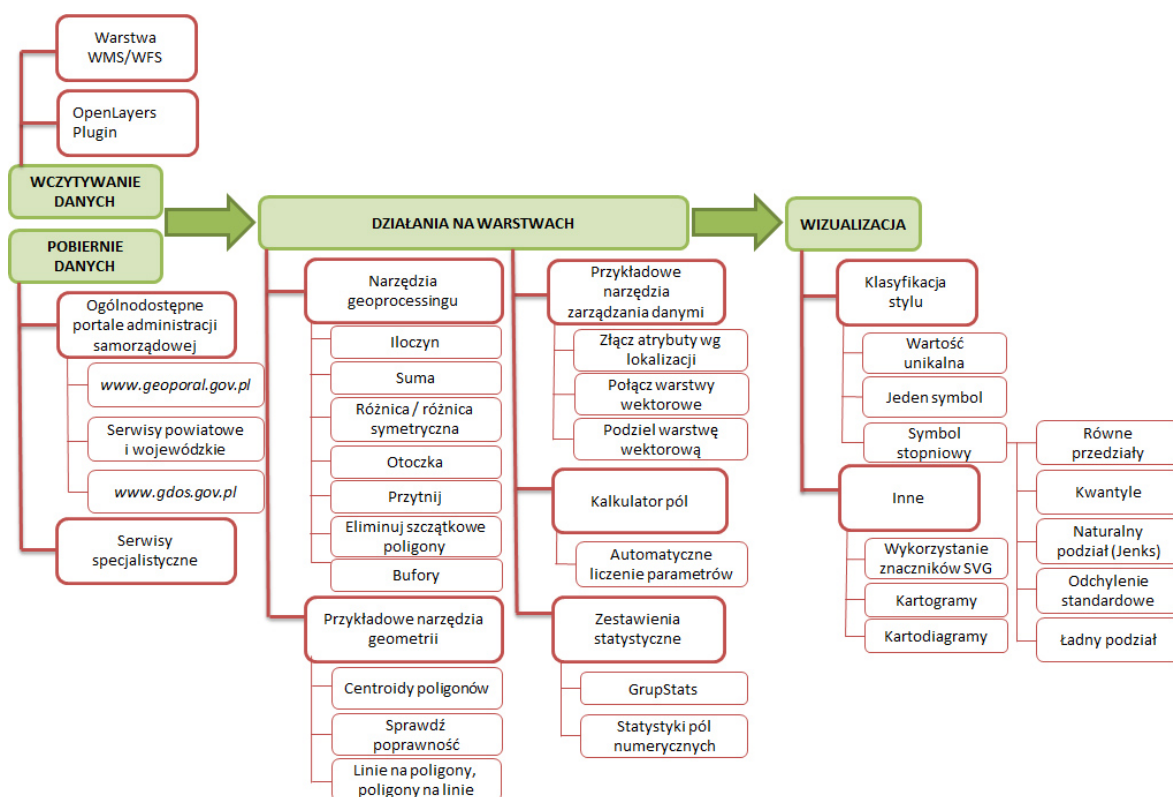 Warstwa
WMS/WFS
OpenLayers
Plugin
WCZYTYWANIE
DANYCH
POBIERNIE
DANYCH
Ogólnodostępne
portale administracji
samorządowej
www.geoporal.gov.pl
Serwisy powiatowe
i wojewódzkie
www.gdos.gov.pl
Serwisy
specjalistyczne
DZIAŁANIA NA WARSTWACH
Narzędzia
geoprocessingu
Iloczyn
Suma
Różnica / różnica
symetryczna
Otoczka
Przytnij
Eliminuj szczątkowe
poligony
Bufory
Przykładowe narzędzia
geometrii
Centroidy poligonów
Sprawdź
poprawność
Linie na poligony,
poligony na linie
Przykładowe
narzędzia
zarządzania danymi
Złącz atrybuty wg
lokalizacji
Połącz warstwy
wektorowe
Podziel warstwę
wektorową
Kalkulator pól
Automatyczne
liczenie parametrów
Zestawienia
statystyczne
GrupStats
Statystyki pól
numerycznych
WIZUALIZACJA
Klasyfikacja
stylu
Wartość
unikalna
Jeden symbol
Symbol
stopniowy
Równe
przedziały
Kwantyle
Naturalny
podział (Jenks)
Odchylenie
standardowe
Ładny podział
Inne
Wykorzystanie
znaczników SVG
Kartogramy
Kartodiagramy